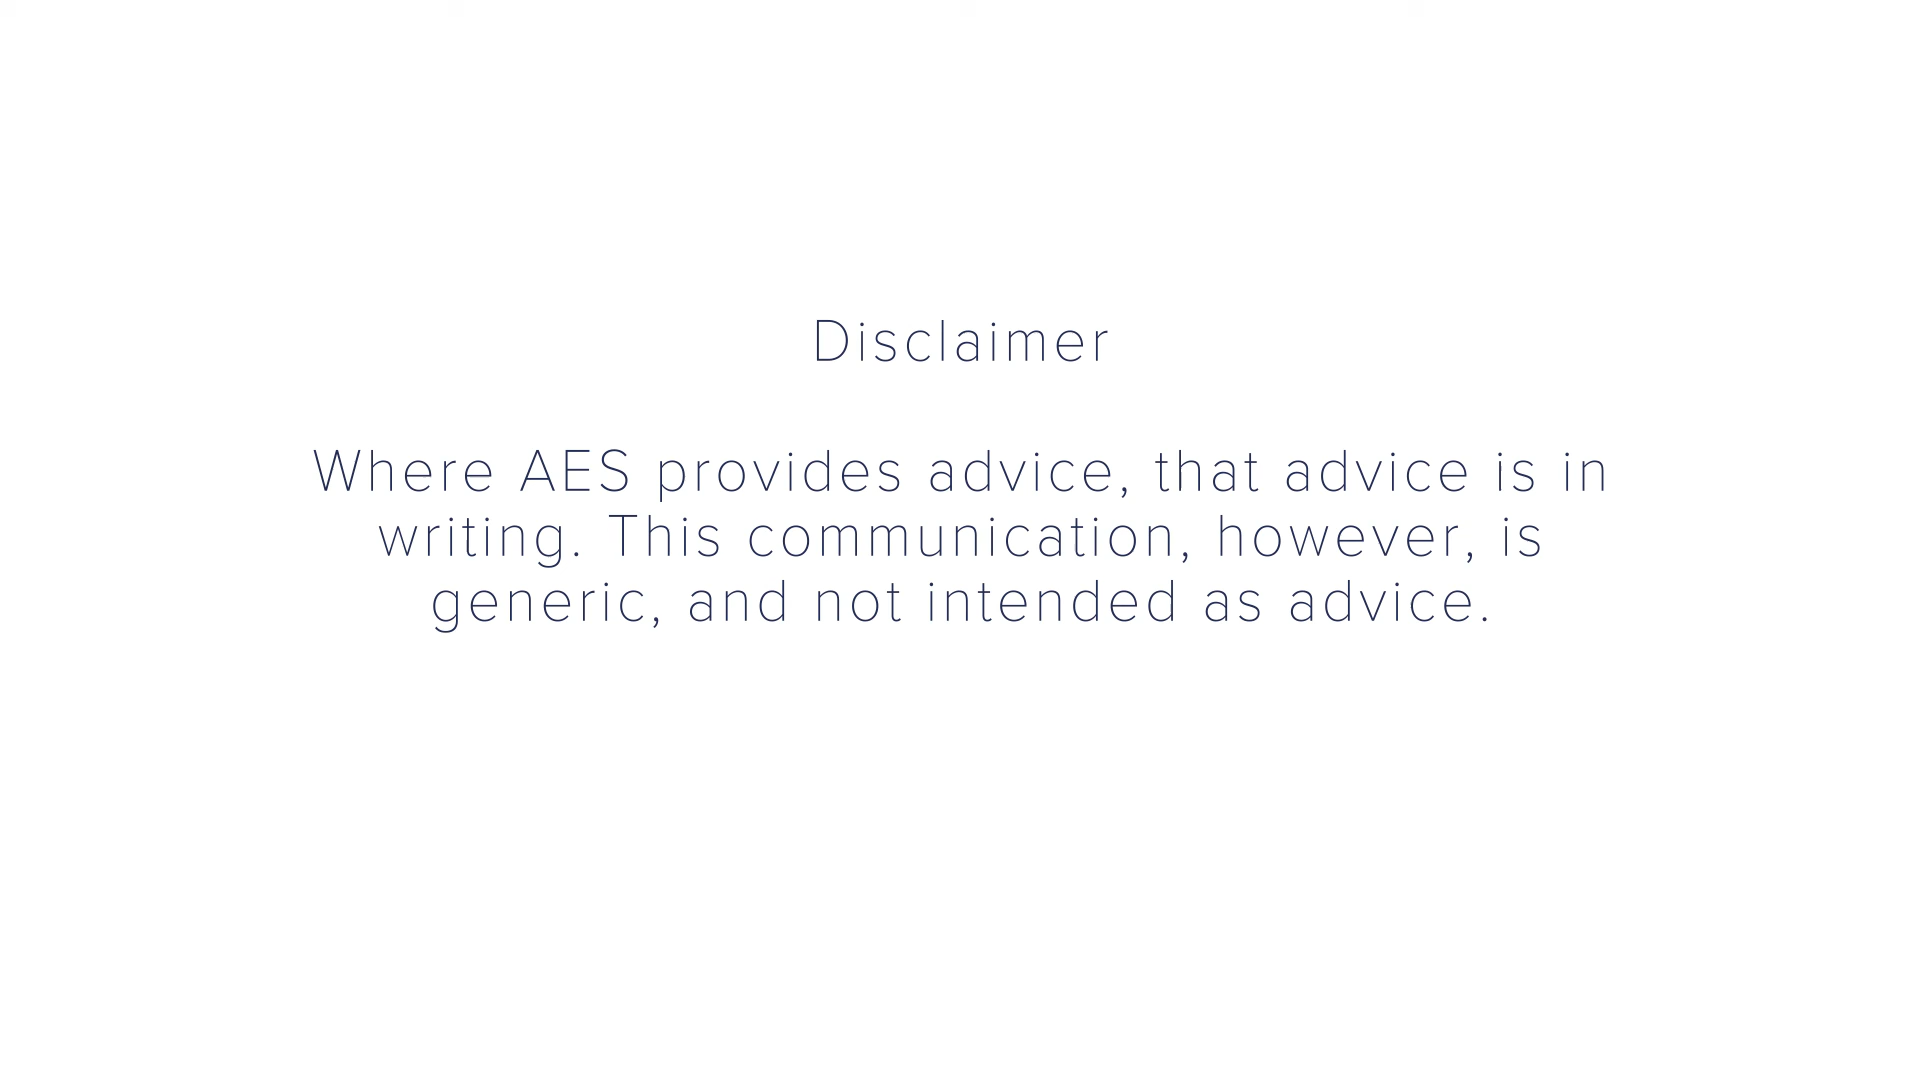 Disclaimer
Where AES provides advice, that advice is in
writing. This communication, however, is
generic, and not intended as advice.